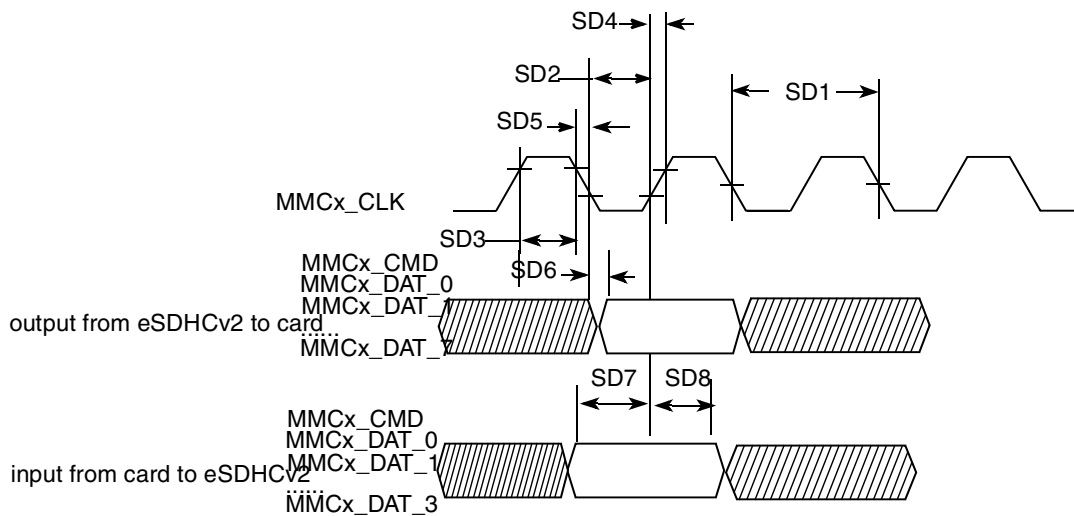 SD4
SD2
SD1
SD5
MMCx_CLK
SD3
MMCx_CMD
SD6
MMCx_DAT_0
MMCx_DAT_1
output from eSDHCv2 to card
......
MMCx_DAT_7
SD7
SD8
MMCx_CMD
MMCx_DAT_0
MMCx_DAT_1
input from card to eSDHCv2
......
MMCx_DAT_3